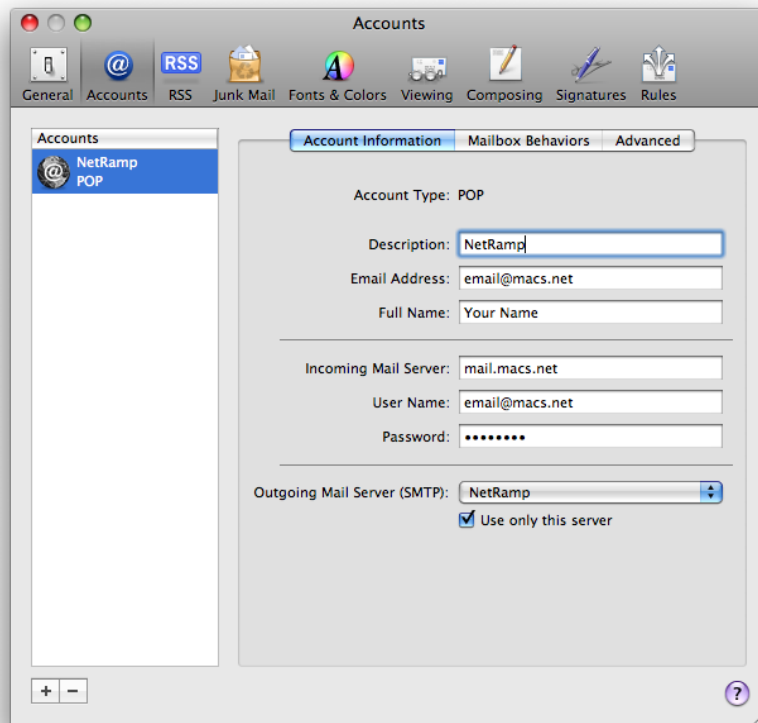 Accounts
RSS
General Accounts RSS Junk Mail Fonts & Colors Viewing Composing Signatures Rules
Accounts
NetRamp
POP
Account Information Mailbox Behaviors Advanced
Account Type: POP
Description: NetRamp
Email Address: email@macs.net
Full Name: Your Name
Incoming Mail Server: mail.macs.net
User Name: email@macs.net
Password: ••••••••
Outgoing Mail Server (SMTP): NetRamp
Use only this server
+ − ?